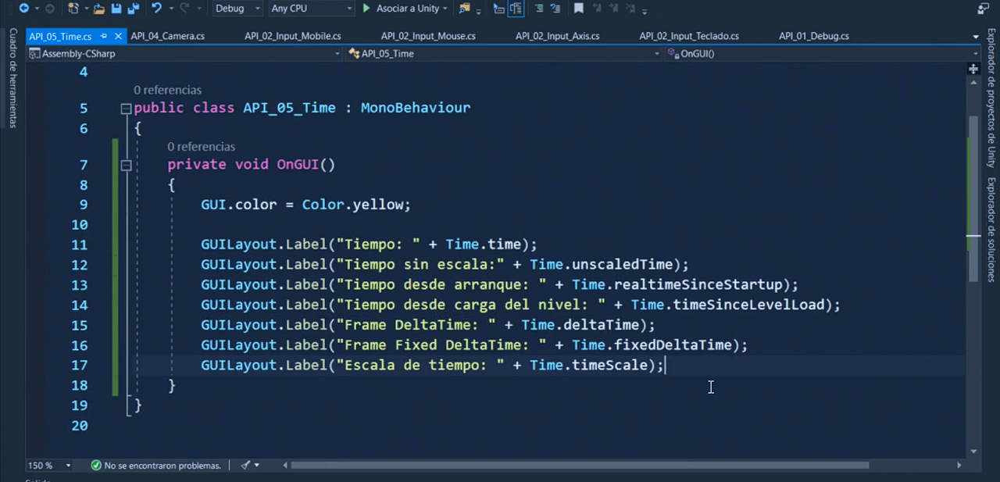 Debug
Any CPU
Asociar a Unity
API_05_Time.cs
API_04_Camera.cs
API_02_Input_Mobile.cs
API_02_Input_Mouse.cs
API_02_Input_Axis.cs
API_02_Input_Teclado.cs
API_01_Debug.cs
Assembly-CSharp
API_05_Time
OnGUI()
Cuadro de herramientas
4
0 referencias
5 public class API_05_Time : MonoBehaviour
6 {
0 referencias
7 private void OnGUI()
8 {
9 GUI.color = Color.yellow;
10
11 GUILayout.Label("Tiempo: " + Time.time);
12 GUILayout.Label("Tiempo sin escala:" + Time.unscaledTime);
13 GUILayout.Label("Tiempo desde arranque: " + Time.realtimeSinceStartup);
14 GUILayout.Label("Tiempo desde carga del nivel: " + Time.timeSinceLevelLoad);
15 GUILayout.Label("Frame DeltaTime: " + Time.deltaTime);
16 GUILayout.Label("Frame Fixed DeltaTime: " + Time.fixedDeltaTime);
17 GUILayout.Label("Escala de tiempo: " + Time.timeScale);
18 }
19 }
20
Explorador de proyectos de Unity
Explorador de soluciones
150 %
No se encontraron problemas.